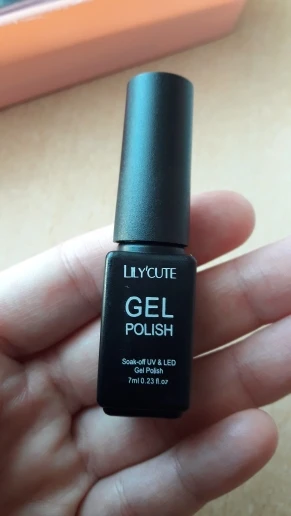 LILYCUTE
GEL
POLISH
Soak-off UV & LED
Gel Polish
7ml 0.23 fl.oz